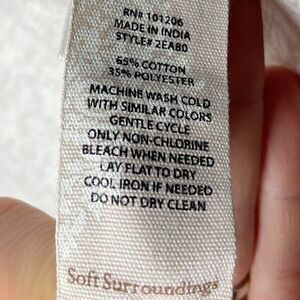 RN# 101206
MADE IN INDIA
STYLE# 2EA80
65% COTTON
35% POLYESTER
MACHINE WASH COLD
WITH SIMILAR COLORS
GENTLE CYCLE
ONLY NON-CHLORINE
BLEACH WHEN NEEDED
LAY FLAT TO DRY
COOL IRON IF NEEDED
DO NOT DRY CLEAN
Soft Surroundings